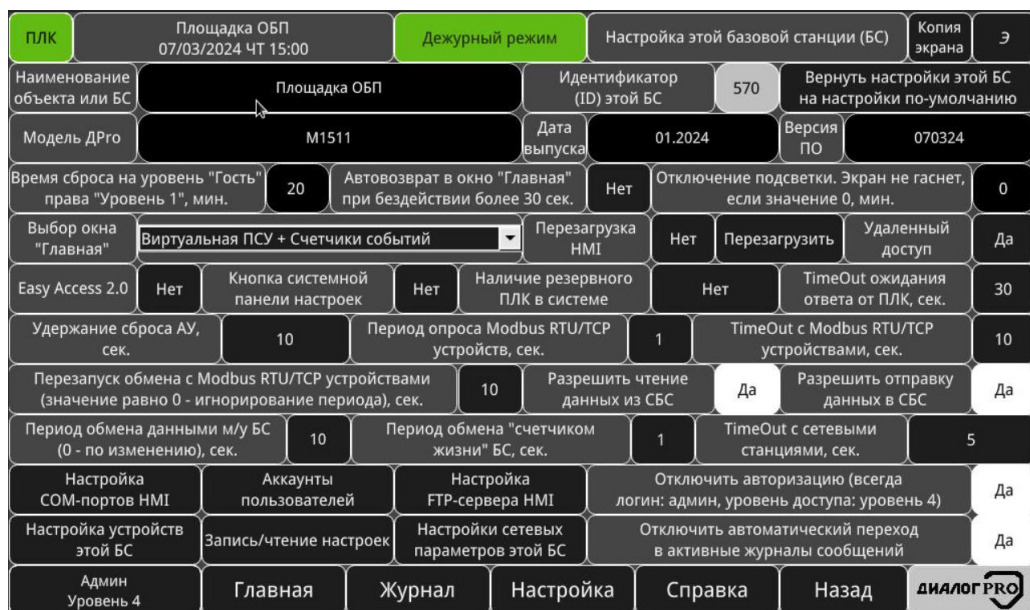 ПЛК
Площадка ОБП
07/03/2024 ЧТ 15:00
Дежурный режим
Настройка этой базовой станции (БС)
Копия
экрана
Э
Наименование
объекта или БС
Площадка ОБП
Идентификатор
(ID) этой БС
570
Вернуть настройки этой БС
на настройки по-умолчанию
Модель ДPro
М1511
Дата
выпуска
01.2024
Версия
ПО
070324
Время сброса на уровень "Гость"
права "Уровень 1", мин.
20
Автовозврат в окно "Главная"
при бездействии более 30 сек.
Нет
Отключение подсветки. Экран не гаснет,
если значение 0, мин.
0
Выбор окна
"Главная"
Виртуальная ПСУ + Счетчики событий
Перезагрузка
HMI
Нет
Перезагрузить
Удаленный
доступ
Да
Easy Access 2.0
Нет
Кнопка системной
панели настроек
Нет
Наличие резервного
ПЛК в системе
Нет
TimeOut ожидания
ответа от ПЛК, сек.
30
Удержание сброса АУ,
сек.
10
Период опроса Modbus RTU/TCP
устройств, сек.
1
TimeOut с Modbus RTU/TCP
устройствами, сек.
10
Перезапуск обмена с Modbus RTU/TCP устройствами
(значение равно 0 - игнорирование периода), сек.
10
Разрешить чтение
данных из СБС
Да
Разрешить отправку
данных в СБС
Да
Период обмена данными м/у БС
(0 - по изменению), сек.
10
Период обмена "счетчиком
жизни" БС, сек.
1
TimeOut с сетевыми
станциями, сек.
5
Настройка
COM-портов HMI
Аккаунты
пользователей
Настройка
FTP-сервера HMI
Отключить авторизацию (всегда
логин: админ, уровень доступа: уровень 4)
Да
Настройка устройств
этой БС
Запись/чтение настроек
Настройки сетевых
параметров этой БС
Отключить автоматический переход
в активные журналы сообщений
Да
Админ
Уровень 4
Главная
Журнал
Настройка
Справка
Назад
ДИАЛОГ PRO